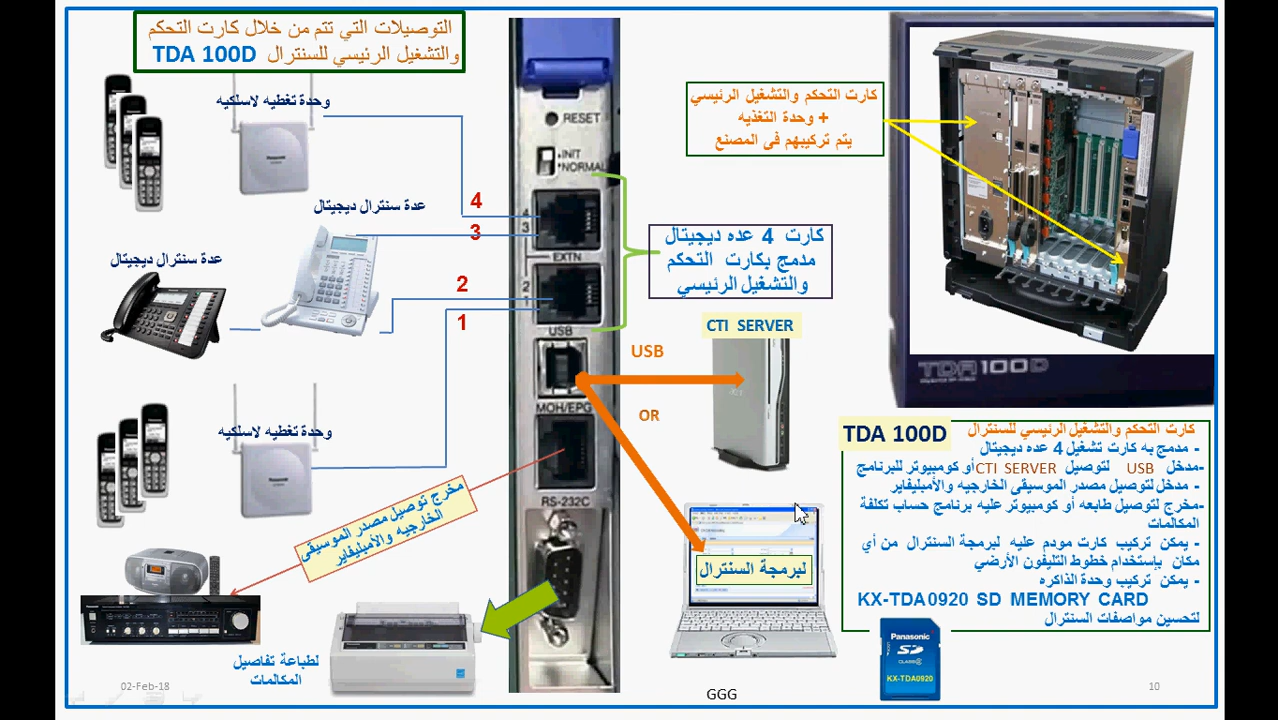 التوصيلات التي تتم من خلال كارت التحكم
والتشغيل الرئيسي للسنترال TDA 100D
وحدة تغطيه لاسلكيه
عدة سنترال ديجيتال
عدة سنترال ديجيتال
وحدة تغطيه لاسلكيه
4
3
2
1
RESET
INIT
NORMAL
4
3
EXTN
2
1
USB
MOH/EPG
RS-232C
كارت التحكم والتشغيل الرئيسي
+ وحدة التغذيه
يتم تركيبهم في المصنع
كارت 4 عده ديجيتال
مدمج بكارت التحكم
والتشغيل الرئيسي
CTI SERVER
USB
OR
لبرمجة السنترال
مخرج توصيل مصدر الموسيقى
الخارجيه والأمبليفاير
لطباعة تفاصيل
المكالمات
TDA100D
TDA 100D
كارت التحكم والتشغيل الرئيسي للسنترال
- مدمج به كارت تشغيل 4 عده ديجيتال
-مدخل USB لتوصيل CTI SERVER أو كومبيوتر للبرنامج
- مدخل لتوصيل مصدر الموسيقى الخارجيه والأمبليفاير
-مخرج لتوصيل طابعه أو كومبيوتر عليه برنامج حساب تكلفة
المكالمات
- يمكن تركيب كارت مودم عليه لبرمجة السنترال من أي
مكان بإستخدام خطوط التليفون الأرضي
- يمكن تركيب وحدة الذاكره
KX-TDA0920 SD MEMORY CARD
لتحسين مواصفات السنترال
Panasonic
SD
CLASS
KX-TDA0920
02-Feb-18
GGG
10